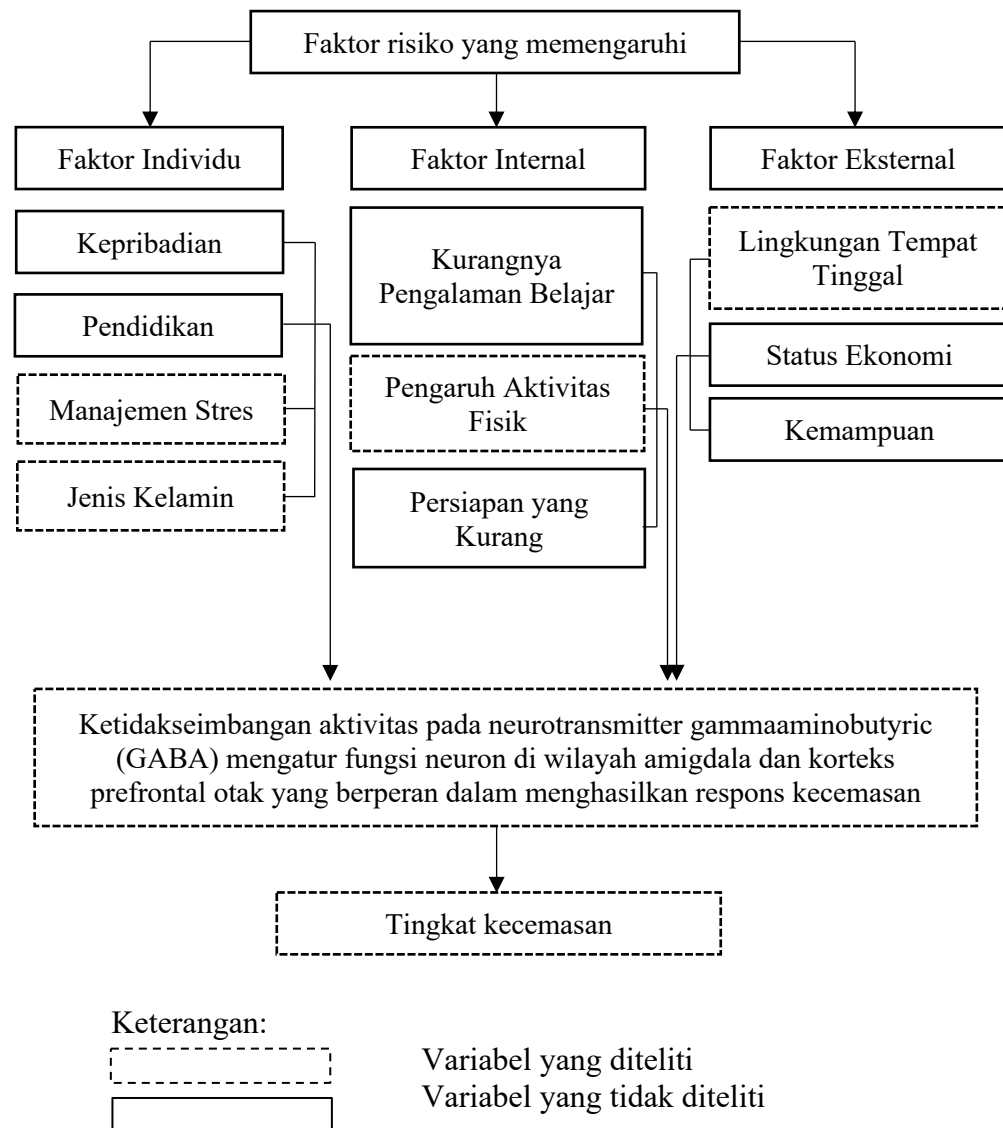 Faktor risiko yang memengaruhi
Faktor Individu
Faktor Internal
Faktor Eksternal
Kepribadian
Pendidikan
Manajemen Stres
Jenis Kelamin
Kurangnya
Pengalaman Belajar
Pengaruh Aktivitas
Fisik
Persiapan yang
Kurang
Lingkungan Tempat
Tinggal
Status Ekonomi
Kemampuan
Ketidakseimbangan aktivitas pada neurotransmitter gammaaminobutyric
(GABA) mengatur fungsi neuron di wilayah amigdala dan korteks
prefrontal otak yang berperan dalam menghasilkan respons kecemasan
Tingkat kecemasan
Keterangan:
Variabel yang diteliti
Variabel yang tidak diteliti